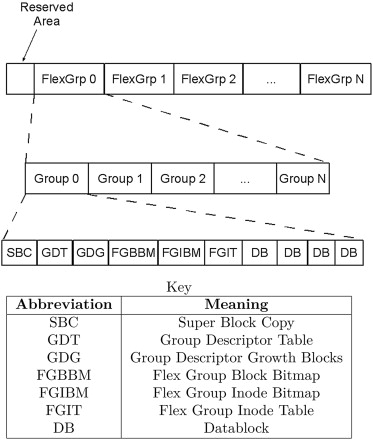 Reserved
Area
FlexGrp 0 FlexGrp 1 FlexGrp 2 ... FlexGrp N
Group 0 Group 1 Group 2 ... Group N
SBC GDT GDG FGBBM FGIBM FGIT DB DB DB DB
Key
Abbreviation Meaning
SBC Super Block Copy
GDT Group Descriptor Table
GDG Group Descriptor Growth Blocks
FGBBM Flex Group Block Bitmap
FGIBM Flex Group Inode Bitmap
FGIT Flex Group Inode Table
DB Datablock